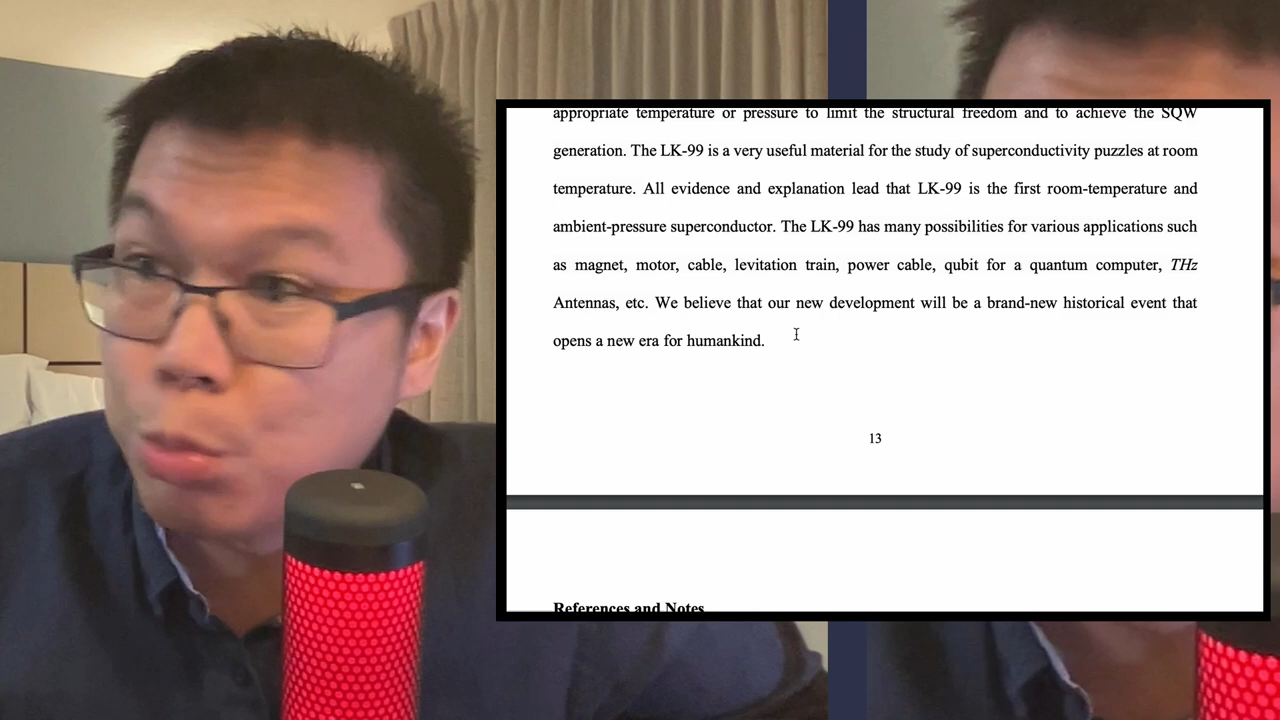 appropriate temperature or pressure to limit the structural freedom and to achieve the SQW
generation. The LK-99 is a very useful material for the study of superconductivity puzzles at room
temperature. All evidence and explanation lead that LK-99 is the first room-temperature and
ambient-pressure superconductor. The LK-99 has many possibilities for various applications such
as magnet, motor, cable, levitation train, power cable, qubit for a quantum computer, THz
Antennas, etc. We believe that our new development will be a brand-new historical event that
opens a new era for humankind.
13
References and Notes